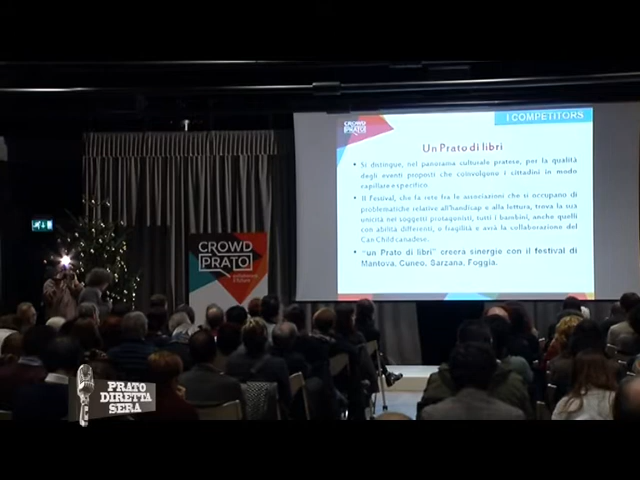 I COMPETITORS
CROWD
PRATO
Un Prato di libri
• Si distingue, nel panorama culturale pratese, per la qualità
degli eventi proposti che coinvolgono i cittadini in modo
capillare e specifico.
• Il festival, che fa rete fra le associazioni che si occupano di
problematiche relative all'handicap e alla lettura, trova la sua
unicità nei soggetti protagonisti, tutti i bambini, anche quelli
con abilità differenti, o fragilità e avrà la collaborazione del
Can Child canadese.
• "un Prato di libri" creerà sinergie con il festival di
Mantova, Cuneo, Sarzana, Foggia.
CROWD
PRATO
PRATO
DIRETTA
SERA